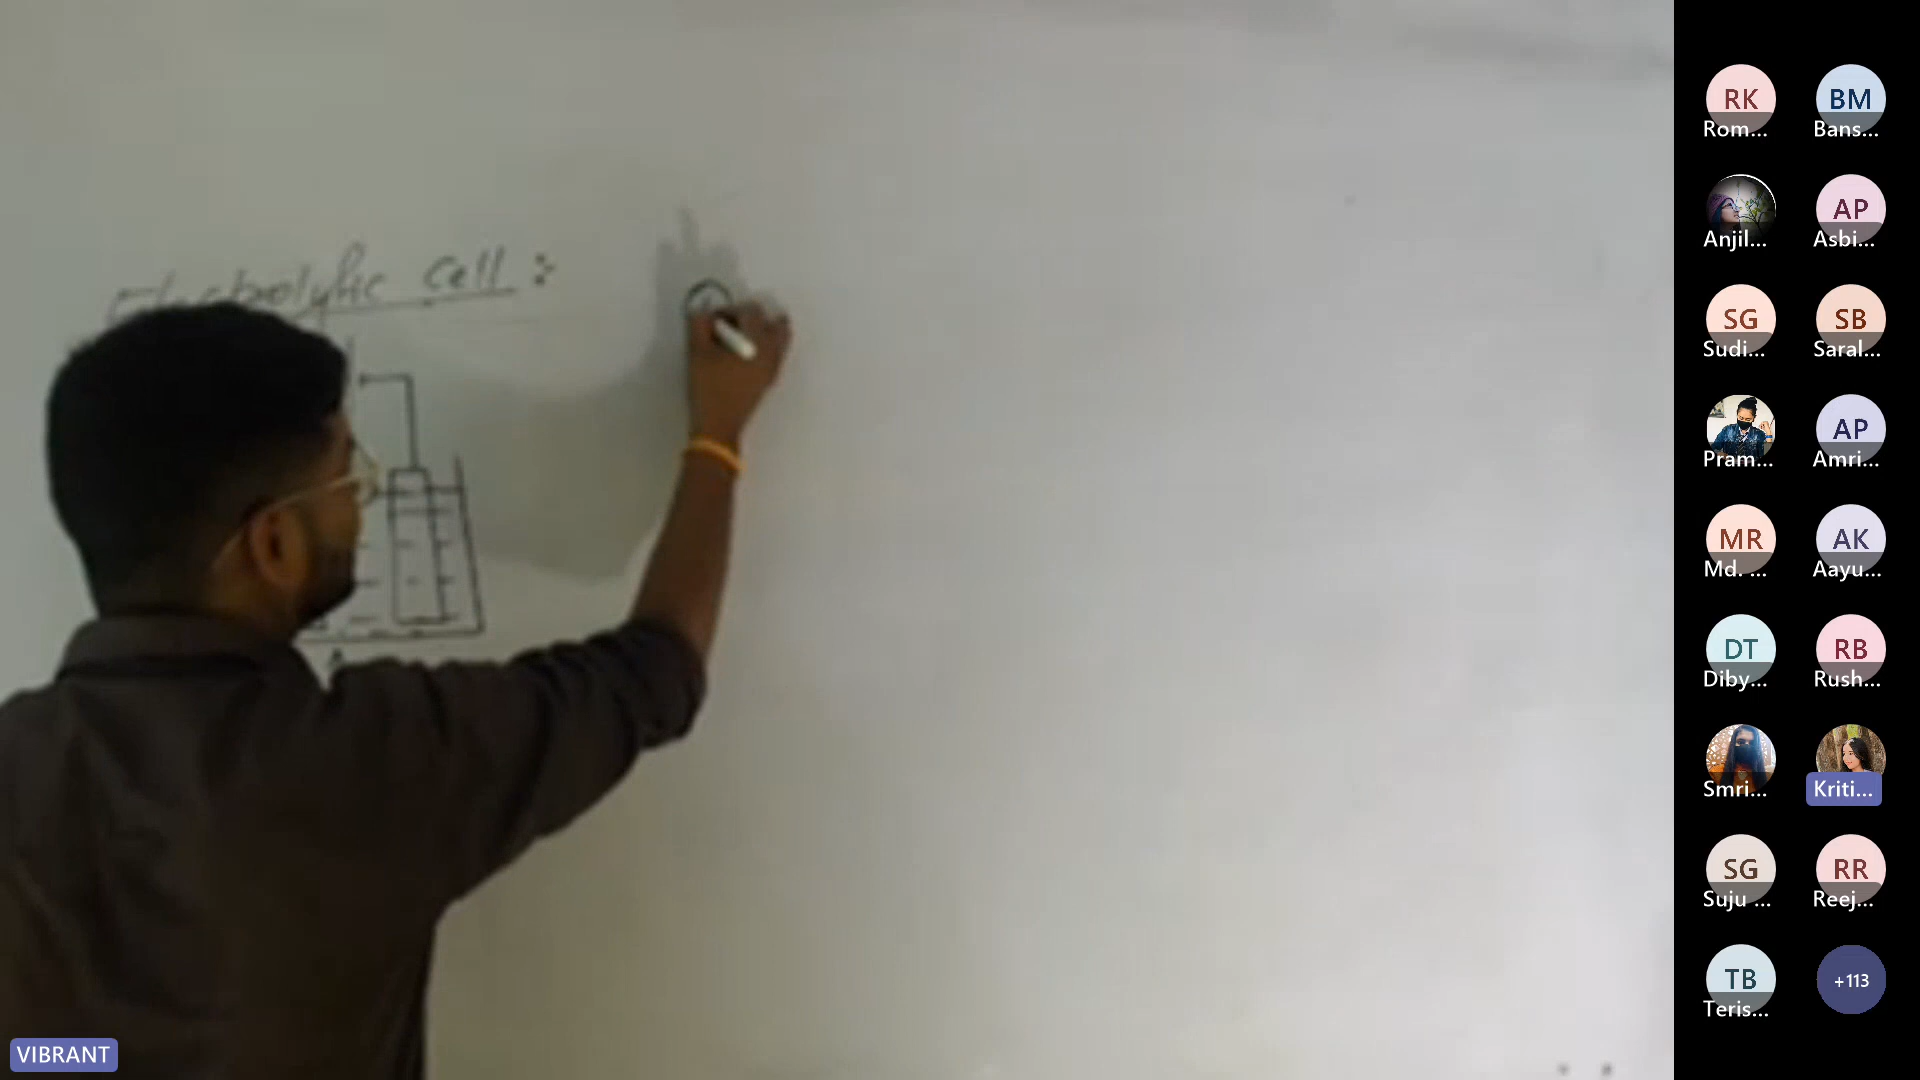 Electrolytic cell :
RK
BM
Rom...
Bans...
AP
Anjil...
Asbi...
SG
SB
Sudi...
Saral...
AP
Pram...
Amri...
MR
AK
Md. ...
Aayu...
DT
RB
Diby...
Rush...
Smri...
Kriti...
SG
RR
Suju ...
Reej...
TB
+113
Teris...
VIBRANT